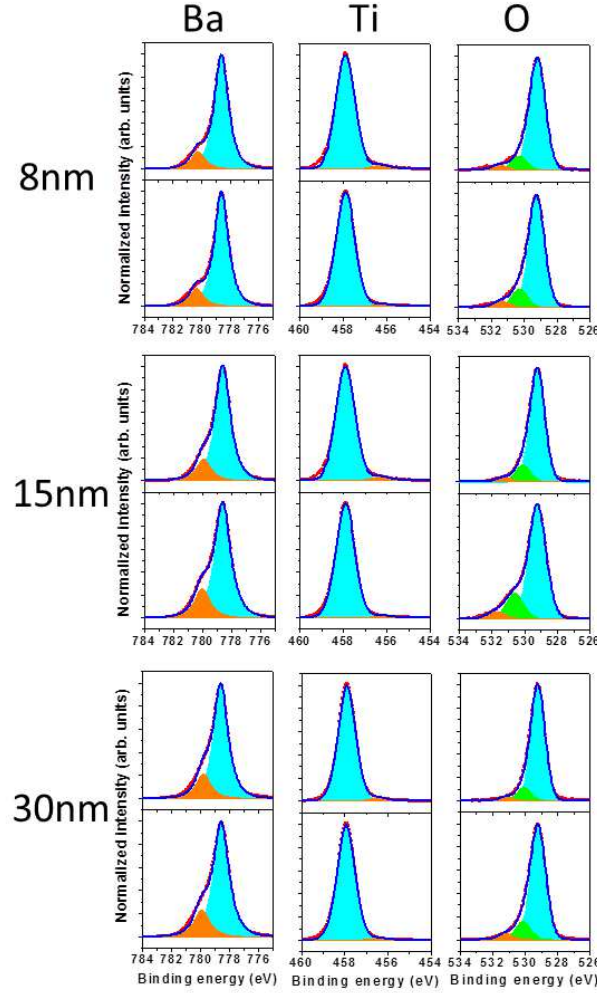 Ba Ti O
8nm
Normalized Intensity (arb. units)
784 782 780 778 776 460 458 456 454 534 532 530 528 526
15nm
Normalized Intensity (arb. units)
784 782 780 778 776 460 458 456 454 534 532 530 528 526
30nm
Normalized Intensity (arb. units)
784 782 780 778 776 460 458 456 454 534 532 530 528 526
Binding energy (eV) Binding energy (eV) Binding energy (eV)